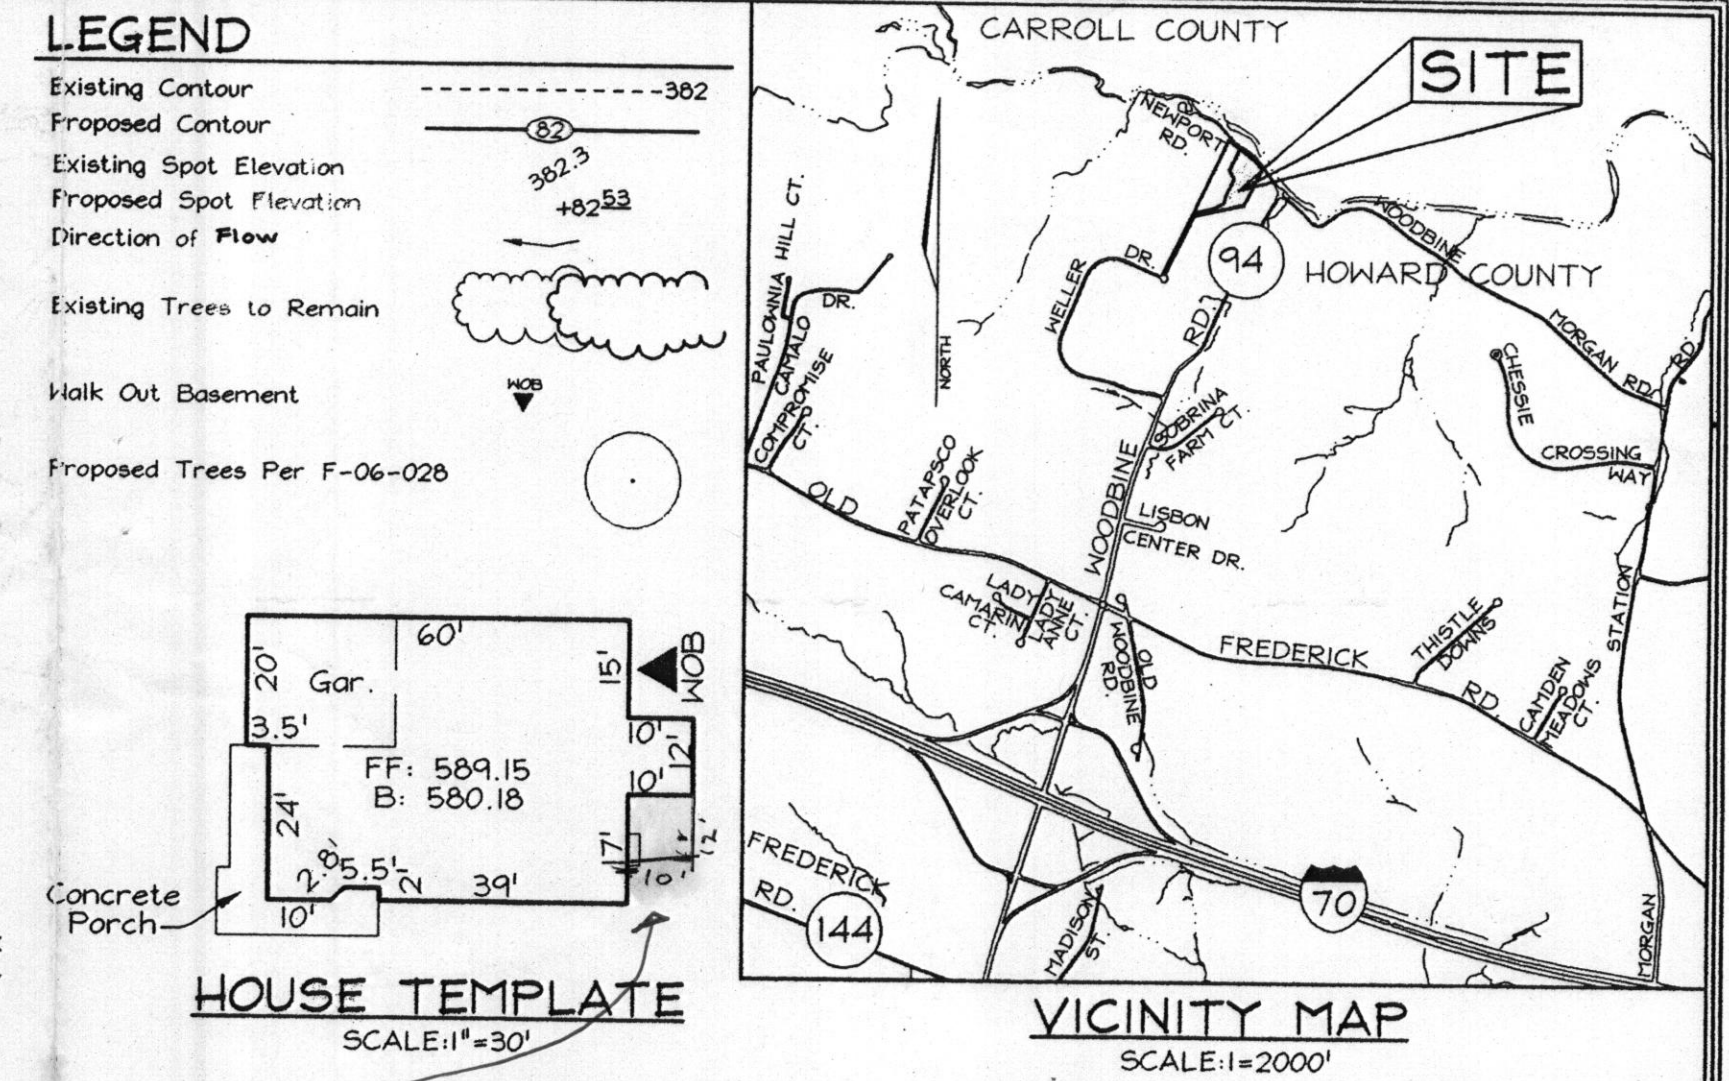 LEGEND
Existing Contour
382
Proposed Contour
82
Existing Spot Elevation
382.3
Proposed Spot Elevation
+82 53
Direction of Flow
Existing Trees to Remain
Walk Out Basement
WOB
Proposed Trees Per F-06-028
60'
20'
Gar.
15'
WOB
3.5'
10'
12'
FF: 589.15
B: 580.18
10'
24'
17'
12'
10'
2.8'
5.5'
2'
39'
10'
Concrete
Porch
HOUSE TEMPLATE
SCALE:1"=30'
CARROLL COUNTY
SITE
NEWPORT
RD.
WOODBINE
94
HOWARD COUNTY
PAULOWNIA HILL CT.
CAMALO
DR.
COMPROMISE
CT.
NORTH
WELLER
DR.
RD.
MORGAN RD.
RD.
CHESSIE
CROSSING
WAY
SOBRINA
FARM CT.
WOODBINE
OLD
PATAPSCO
OVERLOOK
CT.
LISBON
CENTER DR.
LADY
CAMARIN
CT.
LADY
ANNE
CT.
OLD
WOODBINE
RD.
FREDERICK
RD.
THISTLE
DOWNS
CAMDEN
MEADOWS
CT.
STATION
MORGAN
FREDERICK
RD.
144
MADISON
ST.
70
VICINITY MAP
SCALE:1=2000'